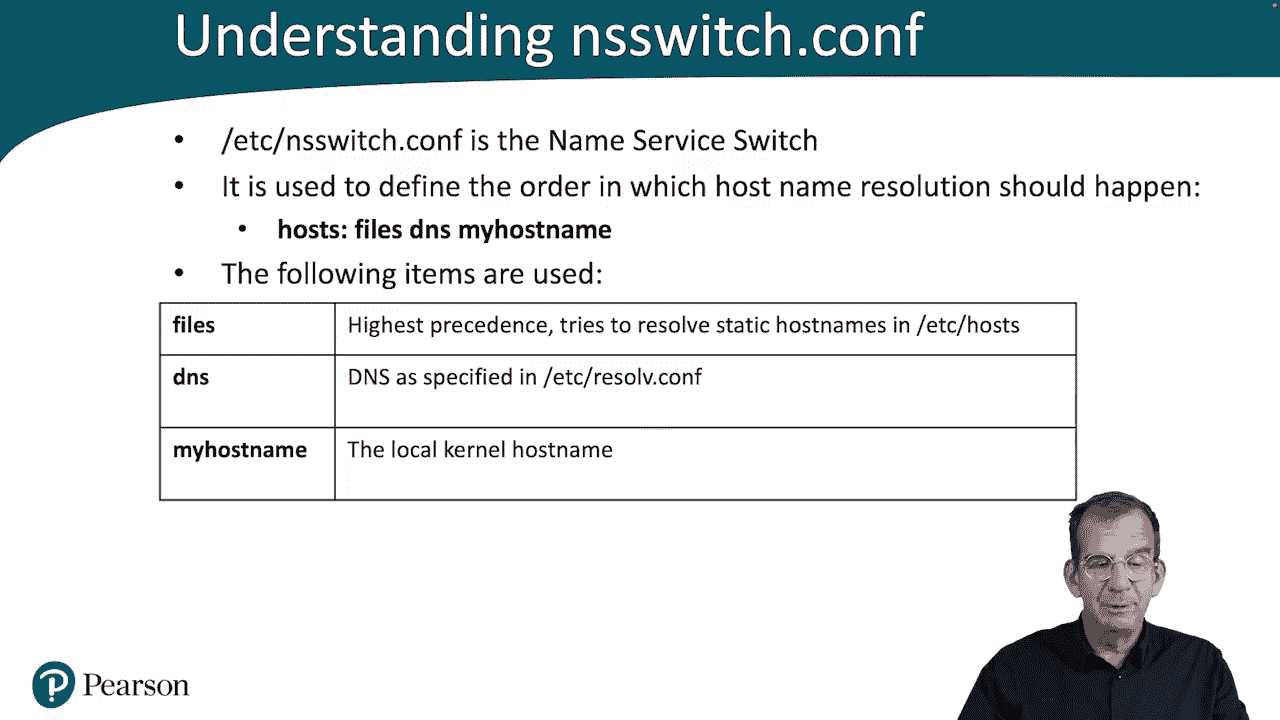 Understanding nsswitch.conf
• /etc/nsswitch.conf is the Name Service Switch
• It is used to define the order in which host name resolution should happen:
• hosts: files dns myhostname
• The following items are used:
files Highest precedence, tries to resolve static hostnames in /etc/hosts
dns DNS as specified in /etc/resolv.conf
myhostname The local kernel hostname
Pearson